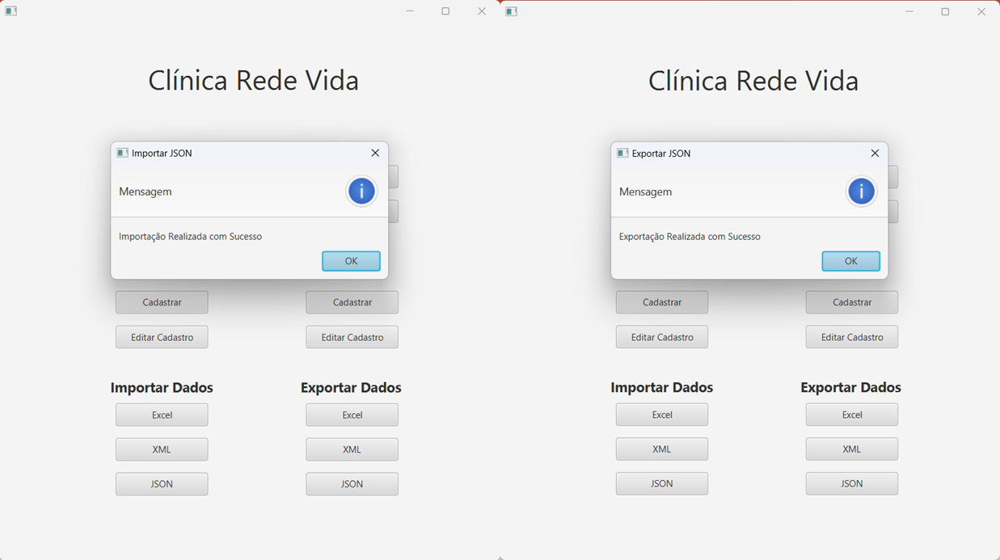 Clínica Rede Vida
Importar JSON
Mensagem
Importação Realizada com Sucesso
OK
Cadastrar Cadastrar
Editar Cadastro Editar Cadastro
Importar Dados Exportar Dados
Excel Excel
XML XML
JSON JSON
Clínica Rede Vida
Exportar JSON
Mensagem
Exportação Realizada com Sucesso
OK
Cadastrar Cadastrar
Editar Cadastro Editar Cadastro
Importar Dados Exportar Dados
Excel Excel
XML XML
JSON JSON